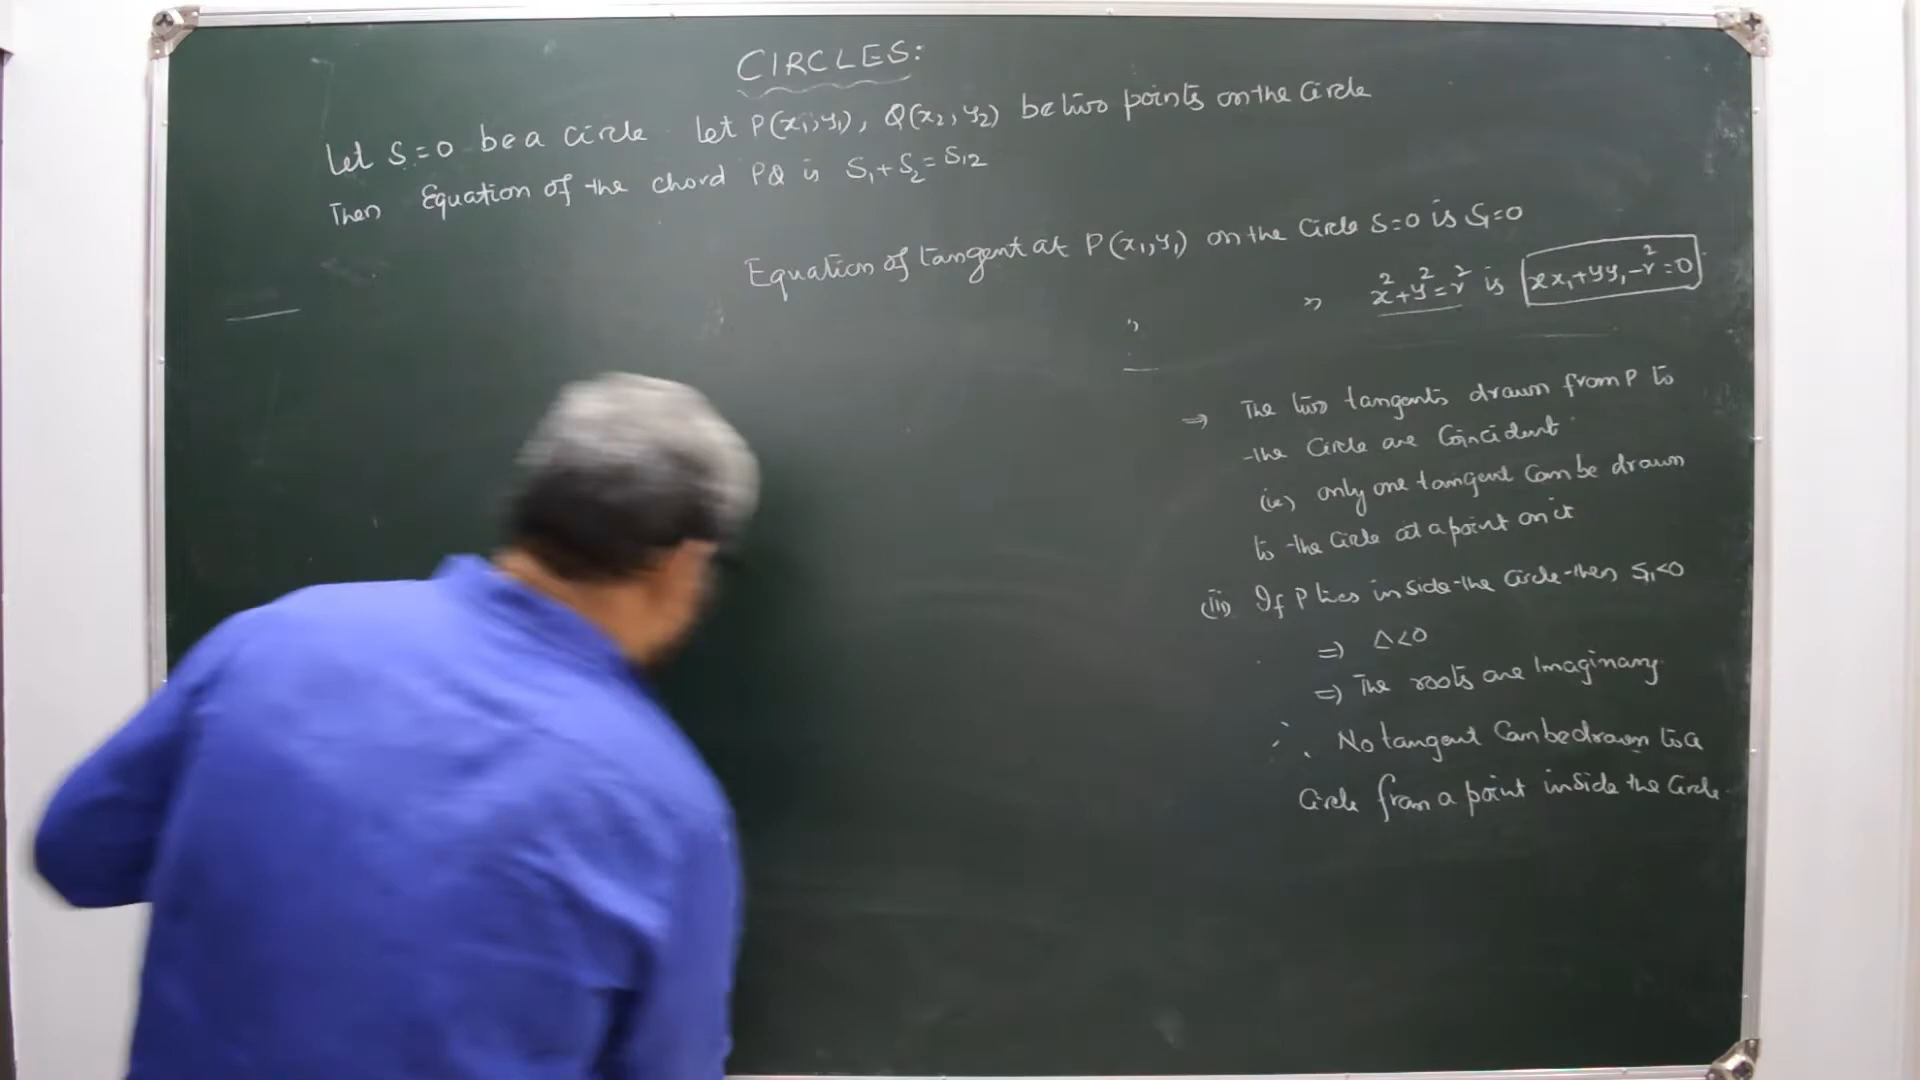 CIRCLES:
Let S=0 be a circle let P(x₁,y₁), Q(x₂,y₂) be two points on the circle
Then Equation of the chord PQ is S₁+S₂=S₁₂
Equation of tangent at P(x₁,y₁) on the circle S=0 is S₁=0
" " x²+y²=r² is xx₁+yy₁-r²=0
⇒ The two tangents drawn from P to
the circle are Coincident
(ie) only one tangent can be drawn
to the circle at a point on it
(iii) If P lies inside the circle then S₁₁<0
⇒ Δ<0
⇒ The roots are Imaginary
∴ No tangent can be drawn to a
circle from a point inside the circle.